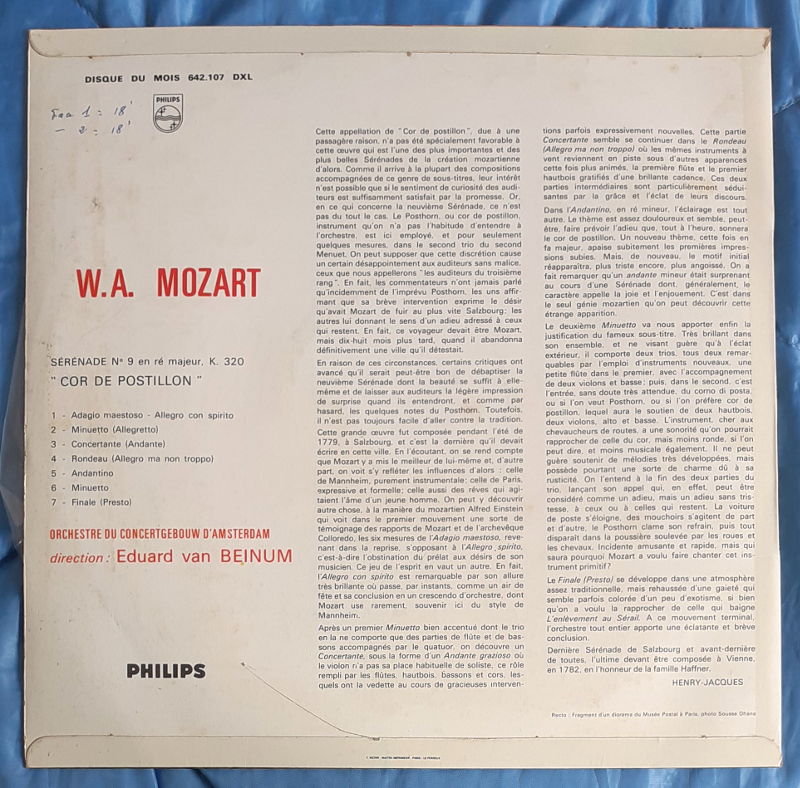 DISQUE DU MOIS 642.107 DXL
1 = 18'
— 2 = 18'
PHILIPS
W.A. MOZART
SÉRÉNADE N° 9 en ré majeur, K. 320
" COR DE POSTILLON "
1 - Adagio maestoso - Allegro con spirito
2 - Minuetto (Allegretto)
3 - Concertante (Andante)
4 - Rondeau (Allegro ma non troppo)
5 - Andantino
6 - Minuetto
7 - Finale (Presto)
ORCHESTRE DU CONCERTGEBOUW D'AMSTERDAM
direction : Eduard van BEINUM
PHILIPS
Cette appellation de "Cor de postillon", due à une
passagère raison, n'a pas été spécialement favorable à
cette œuvre qui est l'une des plus importantes et des
plus belles Sérénades de la création mozartienne
d'alors. Comme il arrive à la plupart des compositions
accompagnées de ce genre de sous-titres, leur intérêt
n'est possible que si le sentiment de curiosité des audi-
teurs est suffisamment satisfait par la promesse. Or,
en ce qui concerne la neuvième Sérénade, ce n'est
pas du tout le cas. Le Posthorn, ou cor de postillon,
instrument qu'on n'a pas l'habitude d'entendre à
l'orchestre, est ici employé, et pour seulement
quelques mesures, dans le second trio du second
Menuet. On peut supposer que cette discrétion cause
un certain désappointement aux auditeurs sans malice,
ceux que nous appellerons "les auditeurs du troisième
rang". En fait, les commentateurs n'ont jamais parlé
qu'incidemment de l'imprévu Posthorn, les uns affir-
mant que sa brève intervention exprime le désir
qu'avait Mozart de fuir au plus vite Salzbourg; les
autres lui donnant le sens d'un adieu adressé à ceux
qui restent. En fait, ce voyageur devait être Mozart,
mais dix-huit mois plus tard, quand il abandonna
définitivement une ville qu'il détestait.
En raison de ces circonstances, certains critiques ont
avancé qu'il serait peut-être bon de débaptiser la
neuvième Sérénade dont la beauté se suffit à elle-
même et de laisser aux auditeurs la légère impression
de surprise quand ils entendront, et comme par
hasard, les quelques notes du Posthorn. Toutefois,
il n'est pas toujours facile d'aller contre la tradition.
Cette grande œuvre fut composée pendant l'été de
1779, à Salzbourg, et c'est la dernière qu'il devait
écrire en cette ville. En l'écoutant, on se rend compte
que Mozart y a mis le meilleur de lui-même et, d'autre
part, on voit s'y refléter les influences d'alors : celle
de Mannheim, purement instrumentale; celle de Paris,
expressive et formelle; celle aussi des rêves qui agi-
taient l'âme d'un jeune homme. On peut y découvrir
autre chose, à la manière du mozartien Alfred Einstein
qui voit dans le premier mouvement une sorte de
témoignage des rapports de Mozart et de l'archevêque
Colloredo, les six mesures de l'Adagio maestoso, reve-
nant dans la reprise, s'opposant à l'Allegro spirito,
c'est-à-dire l'obstination du prélat aux désirs de son
musicien. Ce jeu de l'esprit en vaut un autre. En fait,
l'Allegro con spirito est remarquable par son allure
très brillante où passe, par instants, comme un air de
fête et sa conclusion en un crescendo d'orchestre, dont
Mozart use rarement, souvenir ici du style de
Mannheim.
Après un premier Minuetto bien accentué dont le trio
en la ne comporte que des parties de flûte et de bas-
sons accompagnés par le quatuor, on découvre un
Concertante, sous la forme d'un Andante grazioso où
le violon n'a pas sa place habituelle de soliste, ce rôle
rempli par les flûtes, hautbois, bassons et cors, les-
quels ont la vedette au cours de gracieuses interven-
tions parfois expressivement nouvelles. Cette partie
Concertante semble se continuer dans le Rondeau
(Allegro ma non troppo) où les mêmes instruments à
vent reviennent en piste sous d'autres apparences
cette fois plus animés, la première flûte et le premier
hautbois gratifiés d'une brillante cadence. Ces deux
parties intermédiaires sont particulièrement sédui-
santes par la grâce et l'éclat de leurs discours.
Dans l'Andantino, en ré mineur, l'éclairage est tout
autre. Le thème est assez douloureux et semble, peut-
être, faire prévoir l'adieu que, tout à l'heure, sonnera
le cor de postillon. Un nouveau thème, cette fois en
fa majeur, apaise subitement les premières impres-
sions subies. Mais, de nouveau, le motif initial
réapparaîtra, plus triste encore, plus angoissé. On a
fait remarquer qu'un andante mineur était surprenant
au cours d'une Sérénade dont, généralement, le
caractère appelle la joie et l'enjouement. C'est dans
le seul génie mozartien qu'on peut découvrir cette
étrange apparition.
Le deuxième Minuetto va nous apporter enfin la
justification du fameux sous-titre. Très brillant dans
son ensemble, et ne visant guère qu'à l'éclat
extérieur, il comporte deux trios, tous deux remar-
quables par l'emploi d'instruments nouveaux, une
petite flûte dans le premier, avec l'accompagnement
de deux violons et basse; puis, dans le second, c'est
l'entrée, sans doute très attendue, du corno di posta,
ou si l'on veut Posthorn, ou si l'on préfère cor de
postillon, lequel aura le soutien de deux hautbois,
deux violons, alto et basse. L'instrument, cher aux
chevaucheurs de routes, a une sonorité qu'on pourrait
rapprocher de celle du cor, mais moins ronde, si l'on
peut dire, et moins musicale également. Il ne peut
guère soutenir de mélodies très développées, mais
possède pourtant une sorte de charme dû à sa
rusticité. On l'entend à la fin des deux parties du
trio, lançant son appel qui, en effet, peut être
considéré comme un adieu, mais un adieu sans tris-
tesse, à ceux ou à celles qui restent. La voiture
de poste s'éloigne, des mouchoirs s'agitent de part
et d'autre, le Posthorn clame son refrain, puis tout
disparaît dans la poussière soulevée par les roues et
les chevaux. Incidente amusante et rapide, mais qui
saura pourquoi Mozart a voulu faire chanter cet ins-
trument primitif?
Le Finale (Presto) se développe dans une atmosphère
assez traditionnelle, mais rehaussée d'une gaieté qui
semble parfois colorée d'un peu d'exotisme, si bien
qu'on a voulu la rapprocher de celle qui baigne
L'enlèvement au Sérail. A ce mouvement terminal,
l'orchestre tout entier apporte une éclatante et brève
conclusion.
Dernière Sérénade de Salzbourg et avant-dernière
de toutes, l'ultime devant être composée à Vienne,
en 1782, en l'honneur de la famille Haffner.
HENRY-JACQUES
Recto : Fragment d'un diorama du Musée Postal à Paris, photo Sousse Ohana